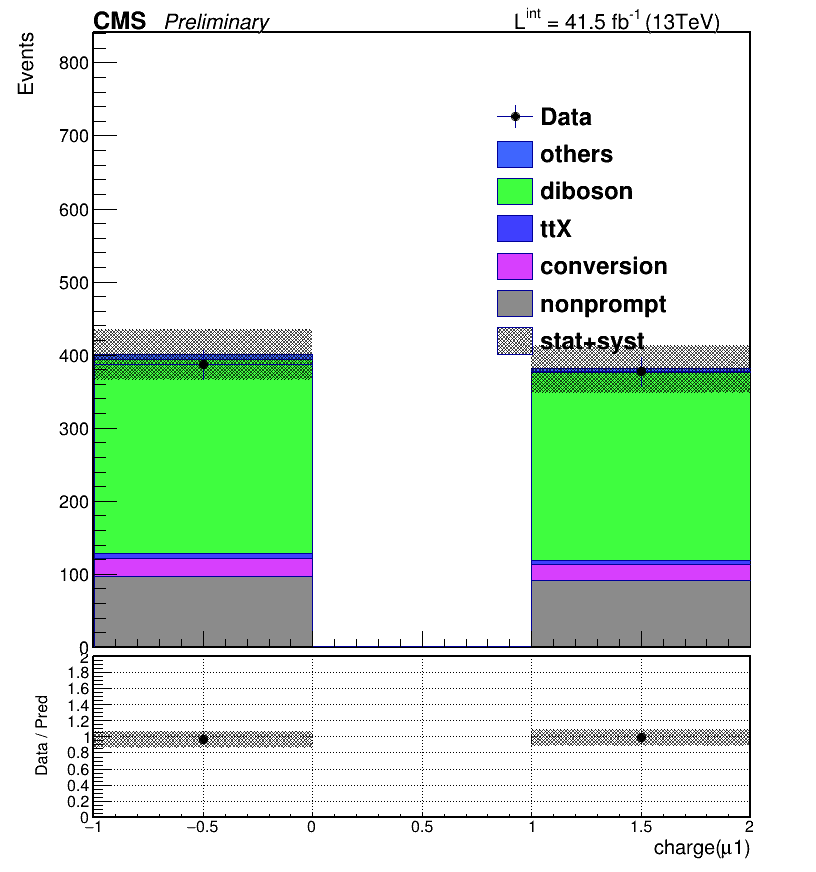 CMS Preliminary L^int = 41.5 fb^-1 (13TeV)
Events
800
700
600
500
400
300
200
100
0
Data
others
diboson
ttX
conversion
nonprompt
stat+syst
Data / Pred
2
1.8
1.6
1.4
1.2
1
0.8
0.6
0.4
0.2
0
−1 −0.5 0 0.5 1 1.5 2
charge(μ1)